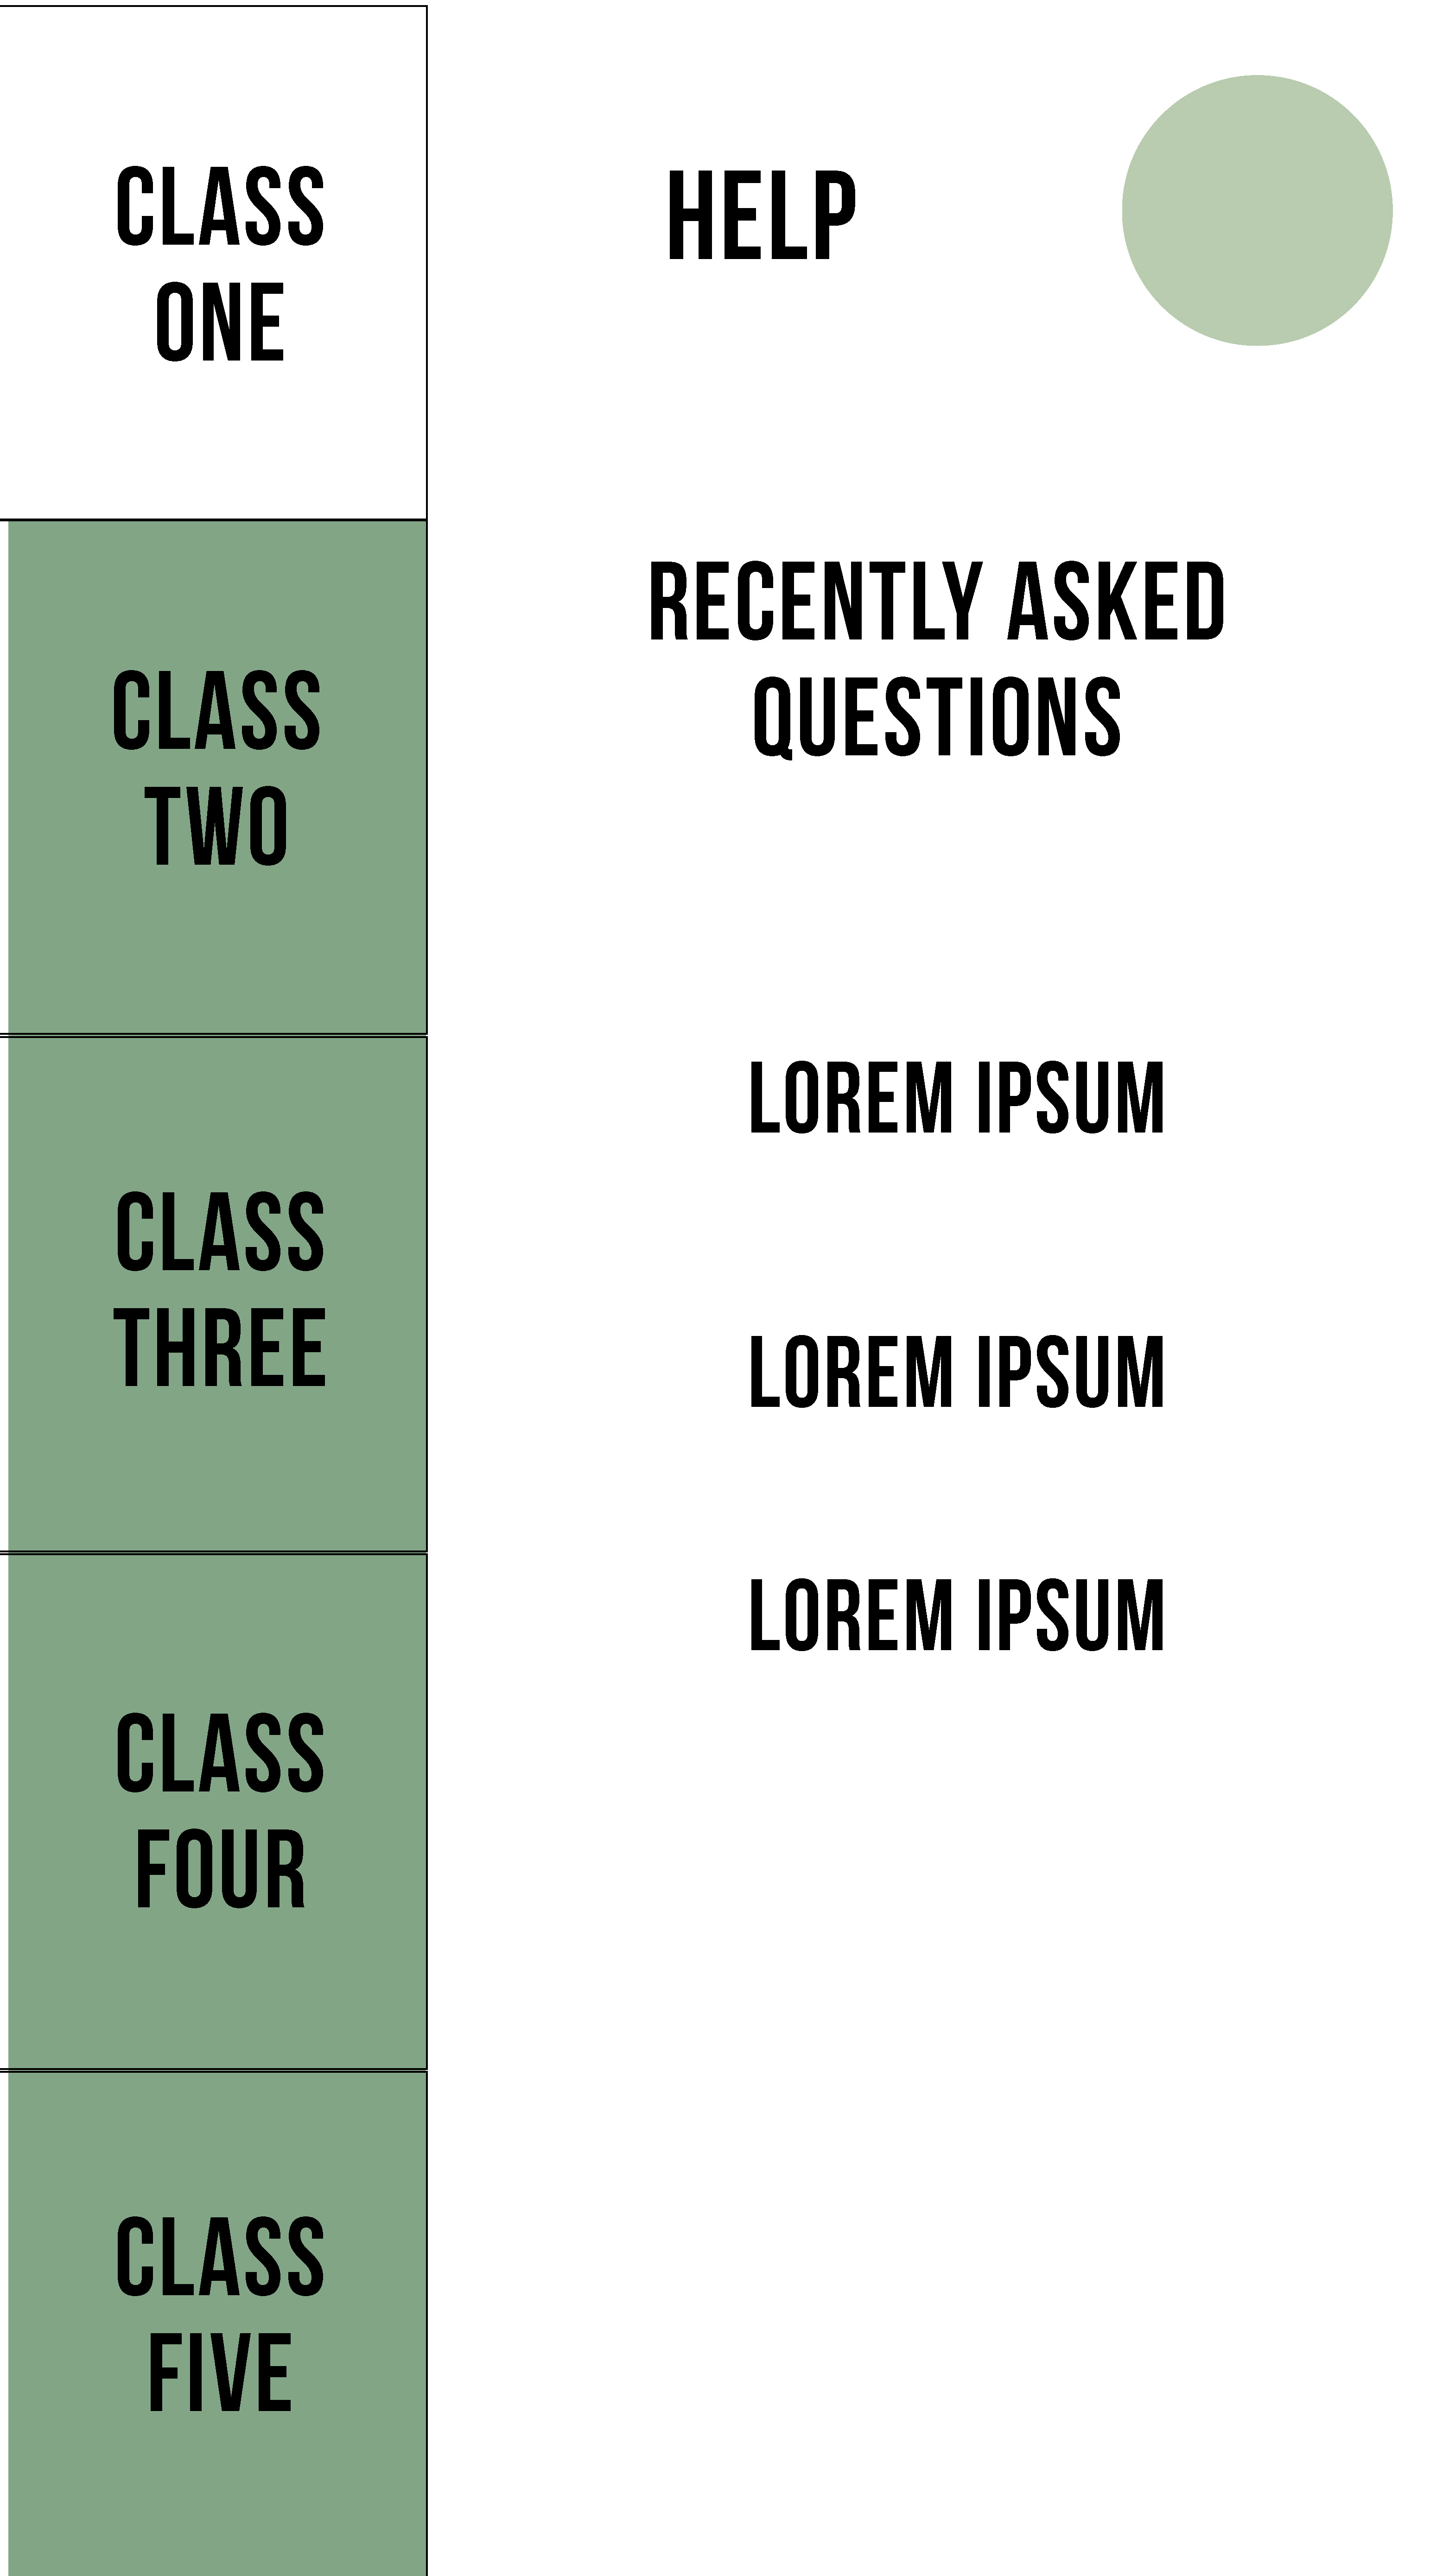 CLASS
ONE
CLASS
TWO
CLASS
THREE
CLASS
FOUR
CLASS
FIVE
HELP
RECENTLY ASKED
QUESTIONS
LOREM IPSUM
LOREM IPSUM
LOREM IPSUM